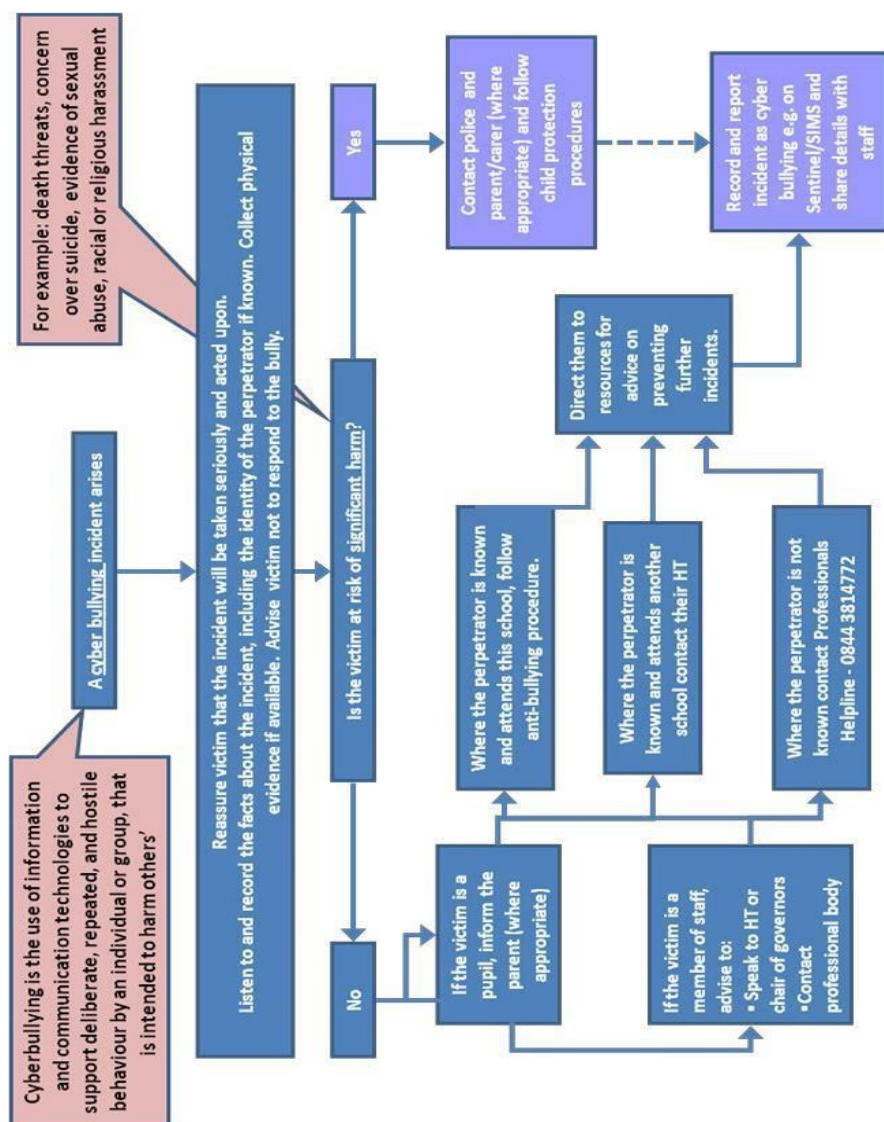 Cyberbullying is the use of information
and communication technologies to
support deliberate, repeated, and hostile
behaviour by an individual or group, that
is intended to harm others’
A cyber bullying incident arises
For example: death threats, concern
over suicide, evidence of sexual
abuse, racial or religious harassment
Reassure victim that the incident will be taken seriously and acted upon.
Listen to and record the facts about the incident, including the identity of the perpetrator if known. Collect physical
evidence if available. Advise victim not to respond to the bully.
Is the victim at risk of significant harm?
No
Yes
If the victim is a
pupil, inform the
parent (where
appropriate)
If the victim is a
member of staff,
advise to:
▪ Speak to HT or
chair of governors
▪Contact
professional body
Where the perpetrator is known
and attends this school, follow
anti-bullying procedure.
Where the perpetrator is
known and attends another
school contact their HT
Where the perpetrator is not
known contact Professionals
Helpline - 0844 3814772
Direct them to
resources for
advice on
preventing
further
incidents.
Contact police and
parent/carer (where
appropriate) and follow
child protection
procedures
Record and report
incident as cyber
bullying e.g. on
Sentinel/SIMS and
share details with
staff